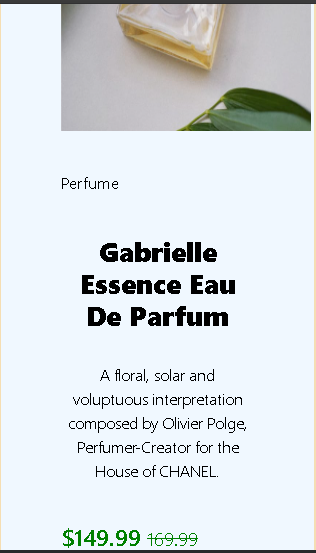 Perfume
Gabrielle
Essence Eau
De Parfum
A floral, solar and
voluptuous interpretation
composed by Olivier Polge,
Perfumer-Creator for the
House of CHANEL.
$149.99 169.99